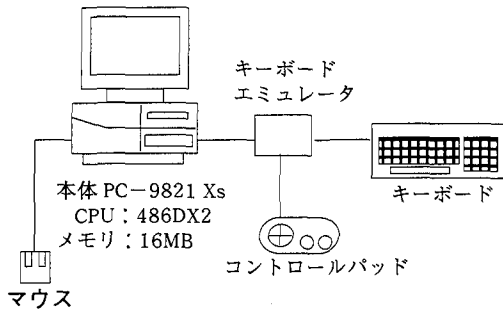 キーボード
エミュレータ
本体 PC－9821 Xs
CPU：486DX2
メモリ：16MB
キーボード
コントロールパッド
マウス